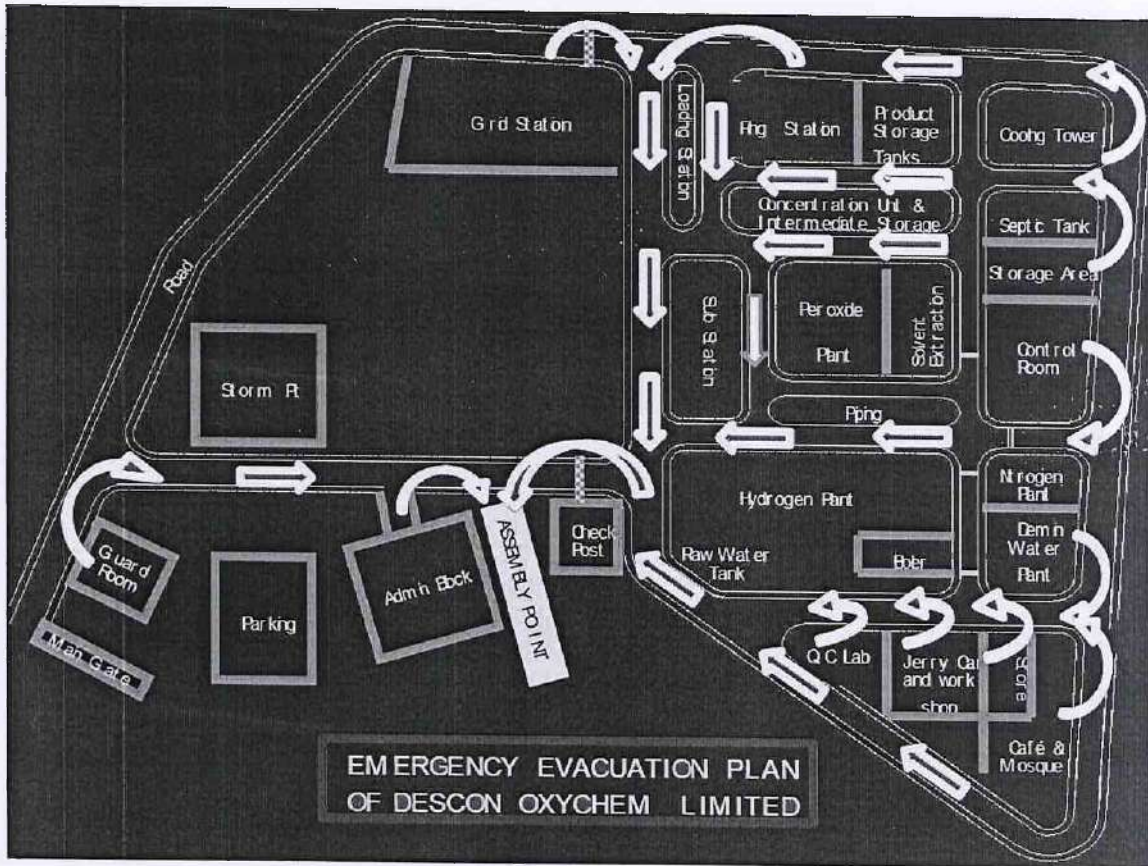 Grid Station
Loading Station
Fiing Station
Product
Storage
Tanks
Cooling Tower
Concentration Unit &
Intermediate Storage
Septic Tank
Storage Area
Road
Sub Station
Peroxide
Plant
Solvent
Extraction
Control
Room
Storm Pit
Piping
Hydrogen Plant
Nitrogen
Plant
Demin
Water
Plant
Boiler
Raw Water
Tank
Check
Post
ASSEMBLY POINT
Admin Block
Guard
Room
Parking
Main Gate
QC Lab
Jerry Can
and work
shop
Store
Café &
Mosque
EMERGENCY EVACUATION PLAN
OF DESCON OXYCHEM LIMITED